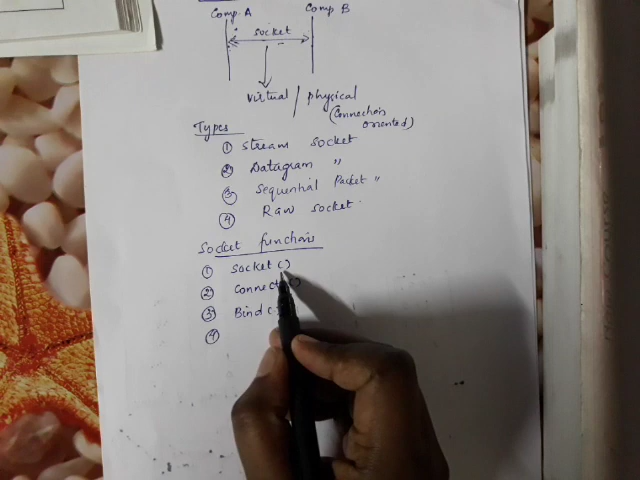 Comp. A Comp B
socket
virtual / physical
(Connection
oriented)
Types
① Stream socket
② Datagram "
③ Sequential Packet "
④ Raw socket
Socket functions
① Socket ()
② Connect ()
③ Bind (
④